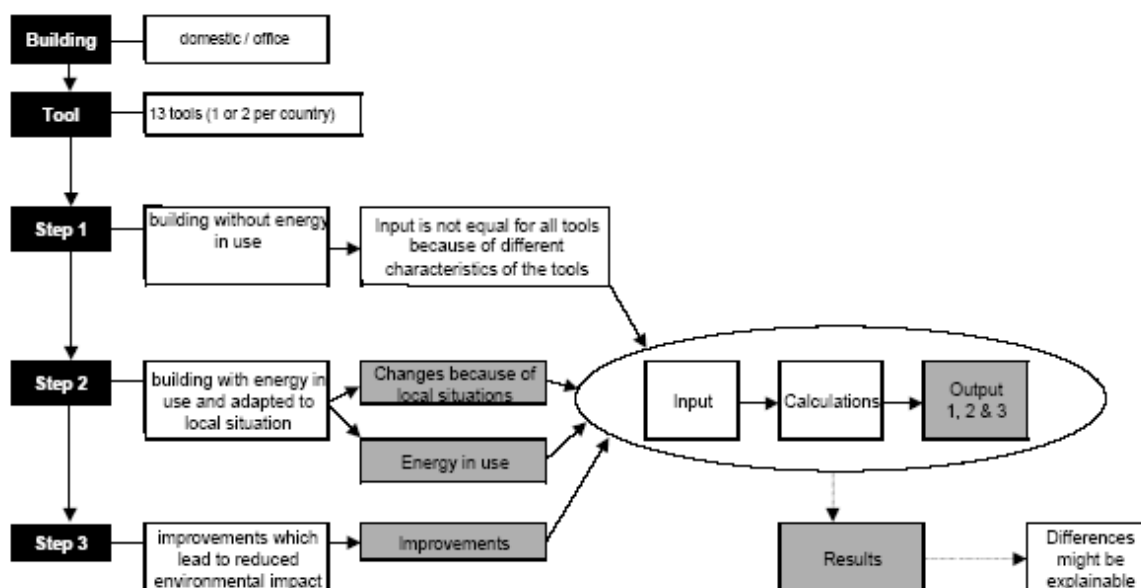 Building
domestic / office
Tool
13 tools (1 or 2 per country)
Step 1
building without energy
in use
Input is not equal for all tools
because of different
characteristics of the tools
Step 2
building with energy in
use and adapted to
local situation
Changes because of
local situations
Energy in use
Input
Calculations
Output
1, 2 & 3
Step 3
improvements which
lead to reduced
environmental impact
Improvements
Results
Differences
might be
explainable